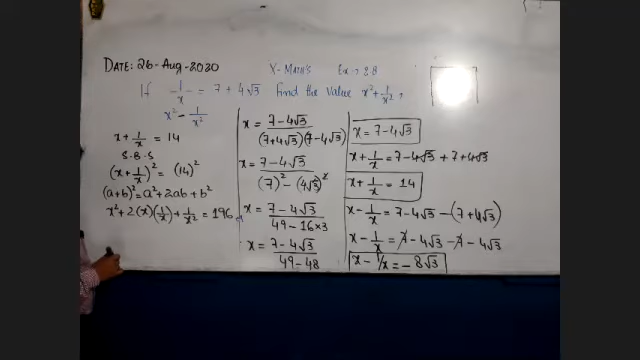 DATE: 26-Aug-2020 X-MATH'S Ex:- 2.8
If 1/x = 7 + 4√3 find the value x² + 1/x² ,
x² - 1/x²
x + 1/x = 14
S.B.S
(x + 1/x)² = (14)²
(a+b)² = a² + 2ab + b²
x² + 2(x)(1/x) + 1/x² = 196
x = 7-4√3 / (7+4√3)(7-4√3)
x = 7-4√3 / (7)² - (4√3)²
x = 7-4√3 / 49 - 16×3
x = 7-4√3 / 49 - 48
x = 7-4√3
x + 1/x = 7-4√3 + 7+4√3
x + 1/x = 14
x - 1/x = 7-4√3 - (7+4√3)
x - 1/x = 7 - 4√3 - 7 - 4√3
x - 1/x = - 8√3